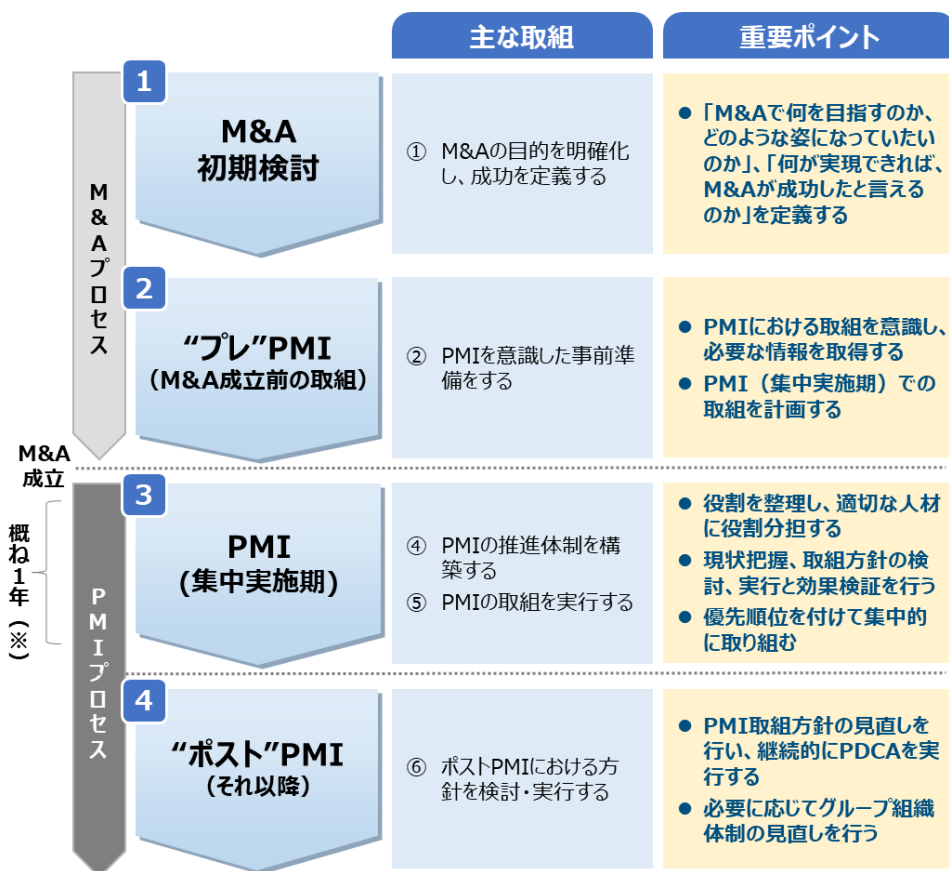 主な取組
重要ポイント
M&Aプロセス
1
M&A
初期検討
① M&Aの目的を明確化
し、成功を定義する
● 「M&Aで何を目指すのか、
どのような姿になっていたい
のか」、「何が実現できれば、
M&Aが成功したと言える
のか」を定義する
2
“プレ”PMI
（M&A成立前の取組）
② PMIを意識した事前準
備をする
● PMIにおける取組を意識し、
必要な情報を取得する
● PMI（集中実施期）での
取組を計画する
M&A
成立
概ね1年（※）
PMIプロセス
3
PMI
(集中実施期)
④ PMIの推進体制を構
築する
⑤ PMIの取組を実行する
● 役割を整理し、適切な人材
に役割分担する
● 現状把握、取組方針の検
討、実行と効果検証を行う
● 優先順位を付けて集中的
に取り組む
4
“ポスト”PMI
（それ以降）
⑥ ポストPMIにおける方
針を検討・実行する
● PMI取組方針の見直しを
行い、継続的にPDCAを実
行する
● 必要に応じてグループ組織
体制の見直しを行う